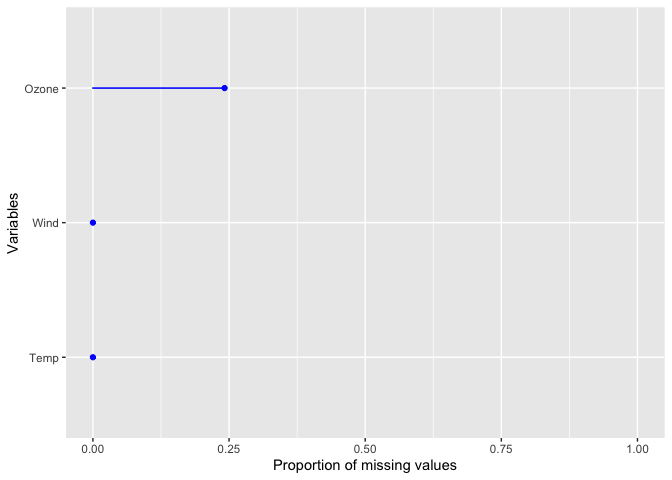 Variables
Ozone
Wind
Temp
0.00 0.25 0.50 0.75 1.00
Proportion of missing values